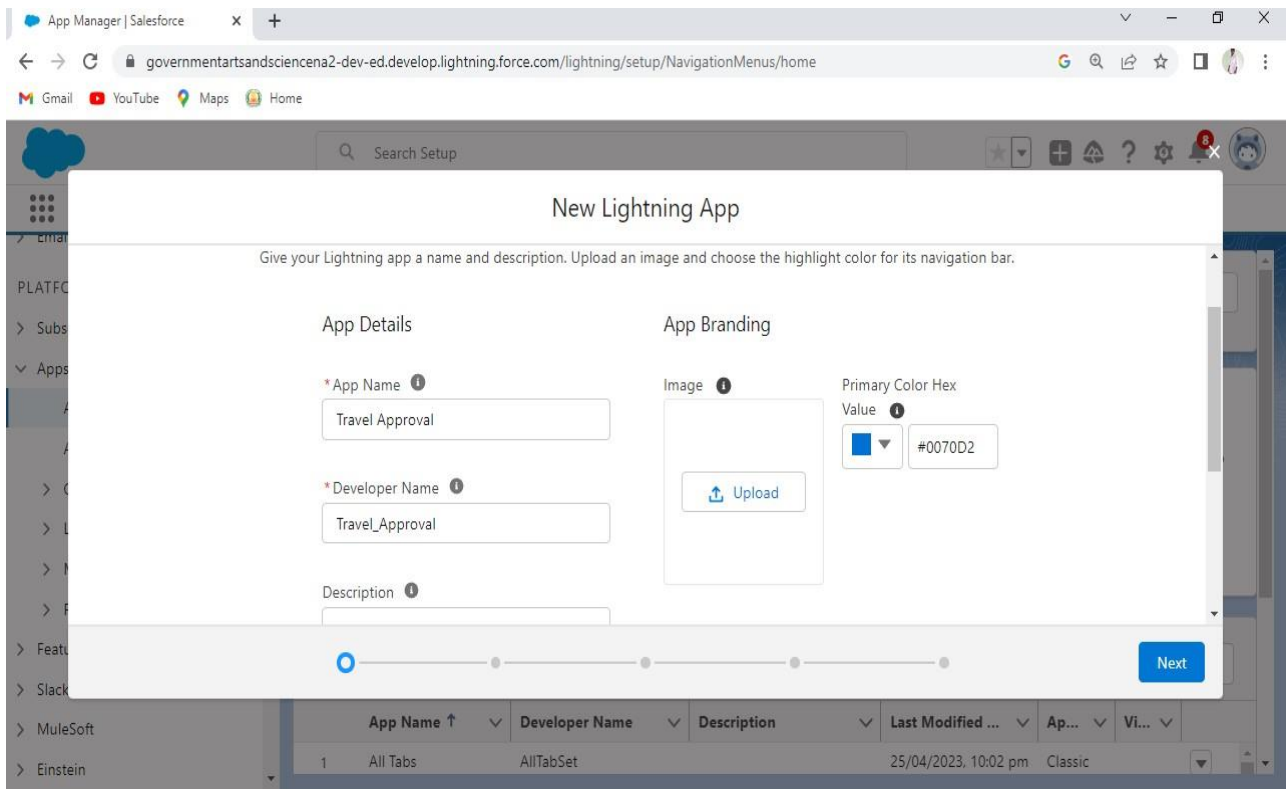 App Manager | Salesforce
governmentartsandsciencena2-dev-ed.develop.lightning.force.com/lightning/setup/NavigationMenus/home
Gmail YouTube Maps Home
Search Setup
8
New Lightning App
Give your Lightning app a name and description. Upload an image and choose the highlight color for its navigation bar.
PLATFO
Subs
App Details App Branding
Apps
*App Name Image Primary Color Hex
Value
Travel Approval
#0070D2
*Developer Name
Upload
Travel_Approval
Description
Featu
Next
Slack
App Name Developer Name Description Last Modified ... Ap... Vi...
MuleSoft
1 All Tabs AllTabSet 25/04/2023, 10:02 pm Classic
Einstein